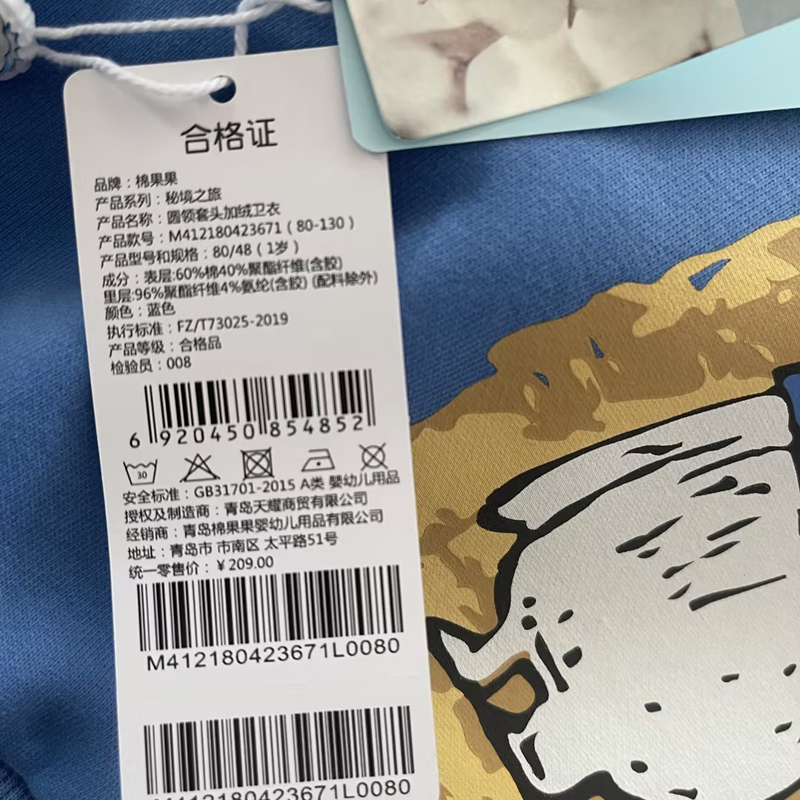 合格证
品牌：棉果果
产品系列：秘境之旅
产品名称：圆领套头加绒卫衣
产品款号：M412180423671（80-130）
产品型号和规格：80/48（1岁）
成分：表层:60%棉40%聚酯纤维(含胶)
里层:96%聚酯纤维4%氨纶(含胶) (配料除外)
颜色：蓝色
执行标准：FZ/T73025-2019
产品等级：合格品
检验员：008
6 920450 854852
30
安全标准：GB31701-2015 A类 婴幼儿用品
授权及制造商：青岛天耀商贸有限公司
经销商：青岛棉果果婴幼儿用品有限公司
地址：青岛市 市南区 太平路51号
统一零售价：￥209.00
M412180423671L0080
M412180423671L0080